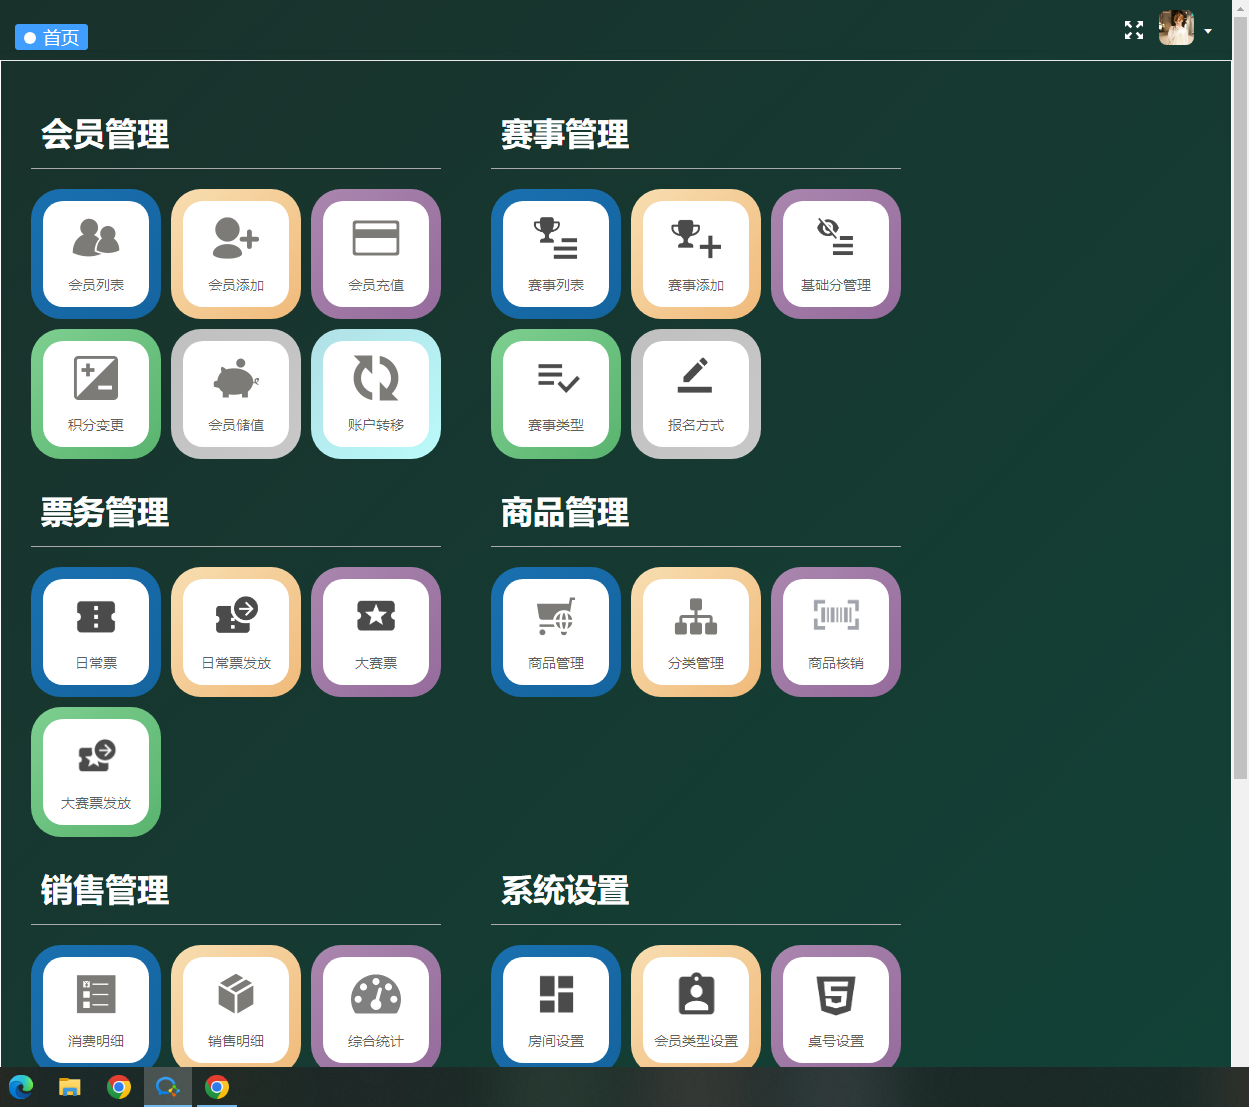 首页
会员管理
赛事管理
会员列表
会员添加
会员充值
赛事列表
赛事添加
基础分管理
积分变更
会员储值
账户转移
赛事类型
报名方式
票务管理
商品管理
日常票
日常票发放
大赛票
商品管理
分类管理
商品核销
大赛票发放
销售管理
系统设置
消费明细
销售明细
综合统计
房间设置
会员类型设置
桌号设置